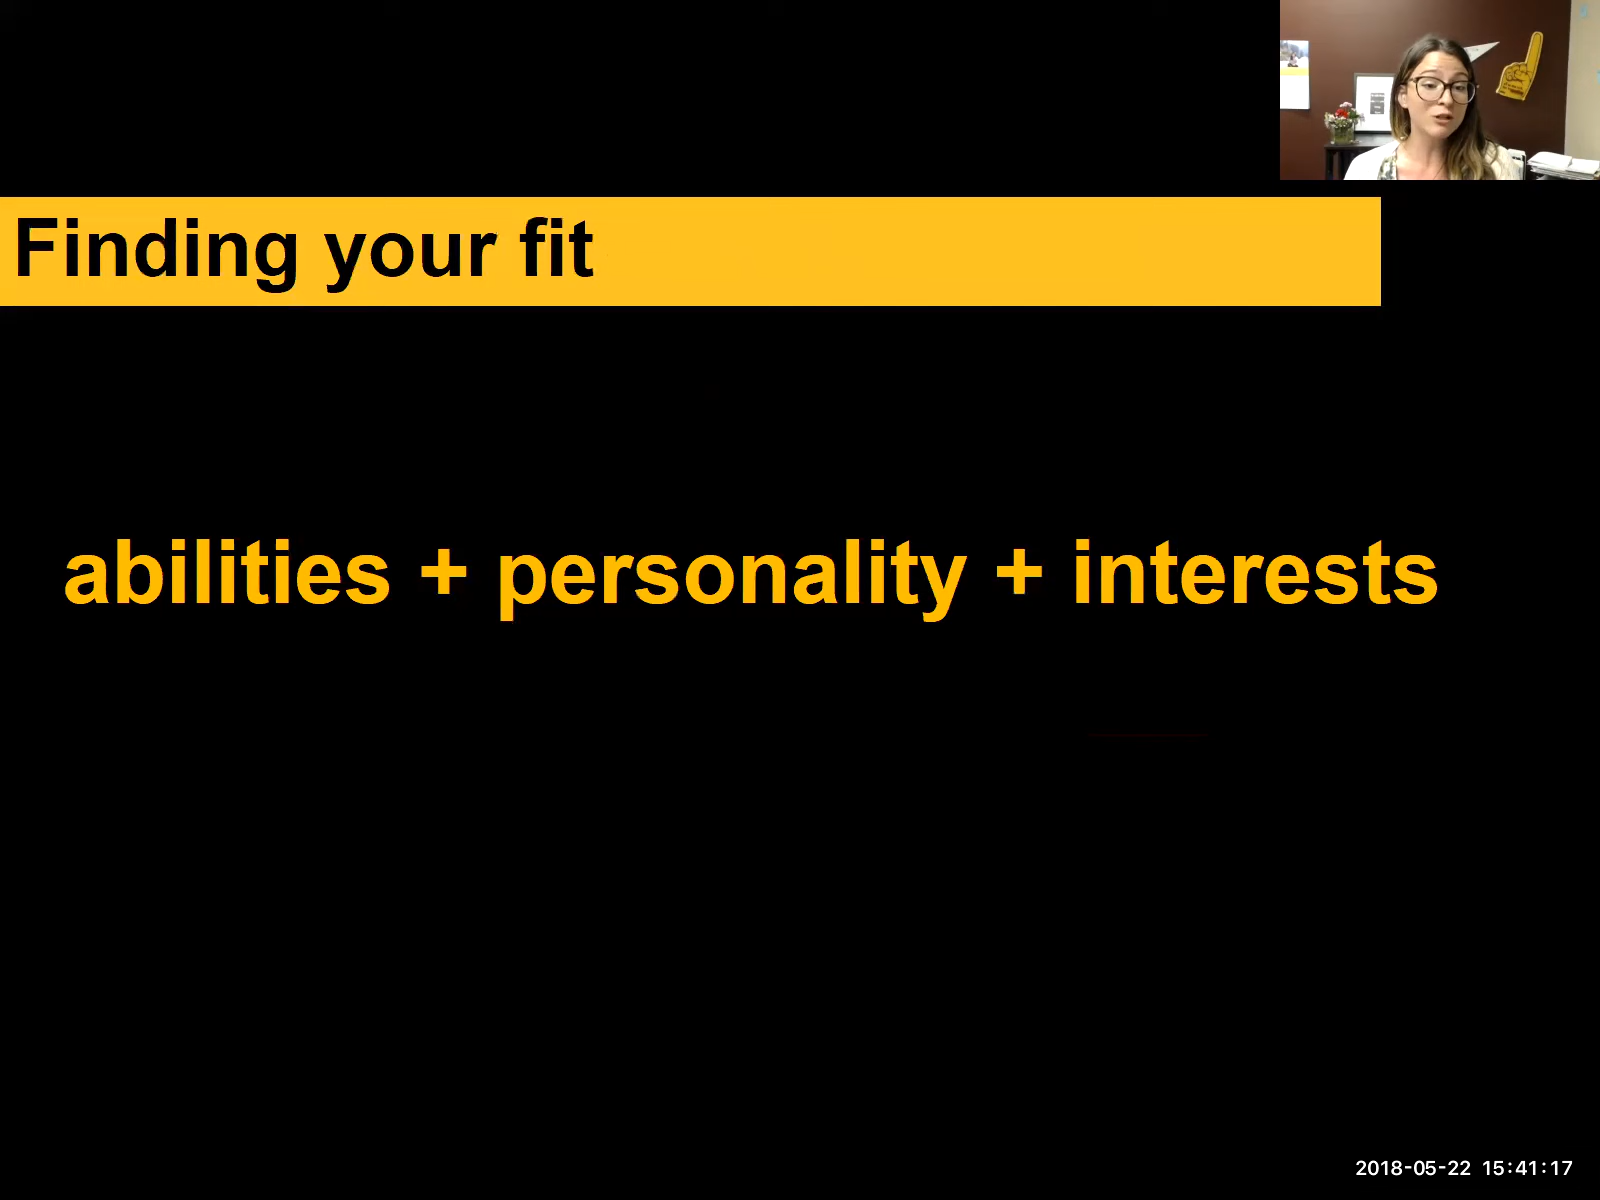 Finding your fit
abilities + personality + interests
2018-05-22 15:41:17